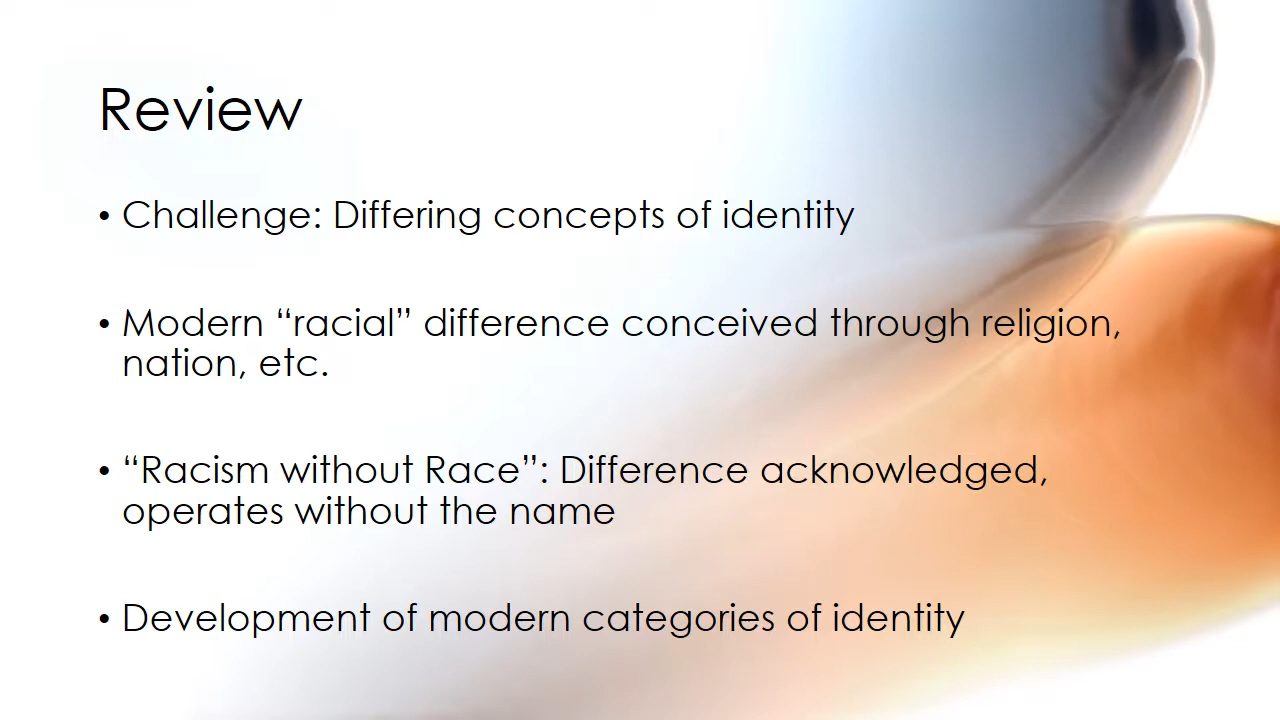 Review
• Challenge: Differing concepts of identity
• Modern “racial” difference conceived through religion,
nation, etc.
• “Racism without Race”: Difference acknowledged,
operates without the name
• Development of modern categories of identity